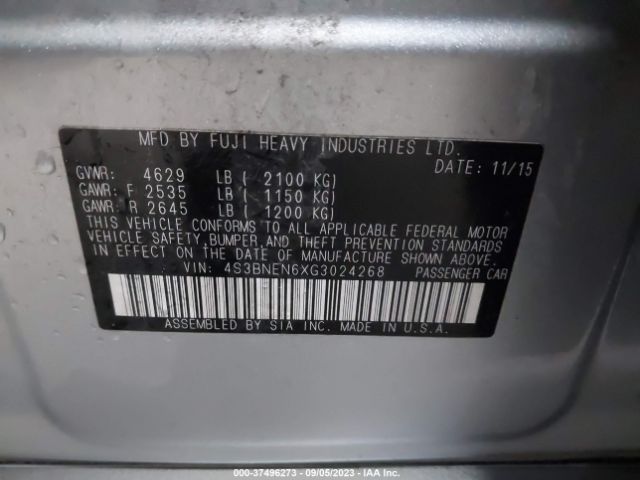 MFD BY FUJI HEAVY INDUSTRIES LTD.
DATE: 11/15
GVWR: 4629 LB ( 2100 KG)
GAWR: F 2535 LB ( 1150 KG)
GAWR: R 2645 LB ( 1200 KG)
THIS VEHICLE CONFORMS TO ALL APPLICABLE FEDERAL MOTOR
VEHICLE SAFETY,BUMPER,AND THEFT PREVENTION STANDARDS
IN EFFECT ON THE DATE OF MANUFACTURE SHOWN ABOVE.
VIN: 4S3BNEN6XG3024268 PASSENGER CAR
ASSEMBLED BY SIA INC. MADE IN U.S.A.
000-37496273 - 09/05/2023 - IAA Inc.